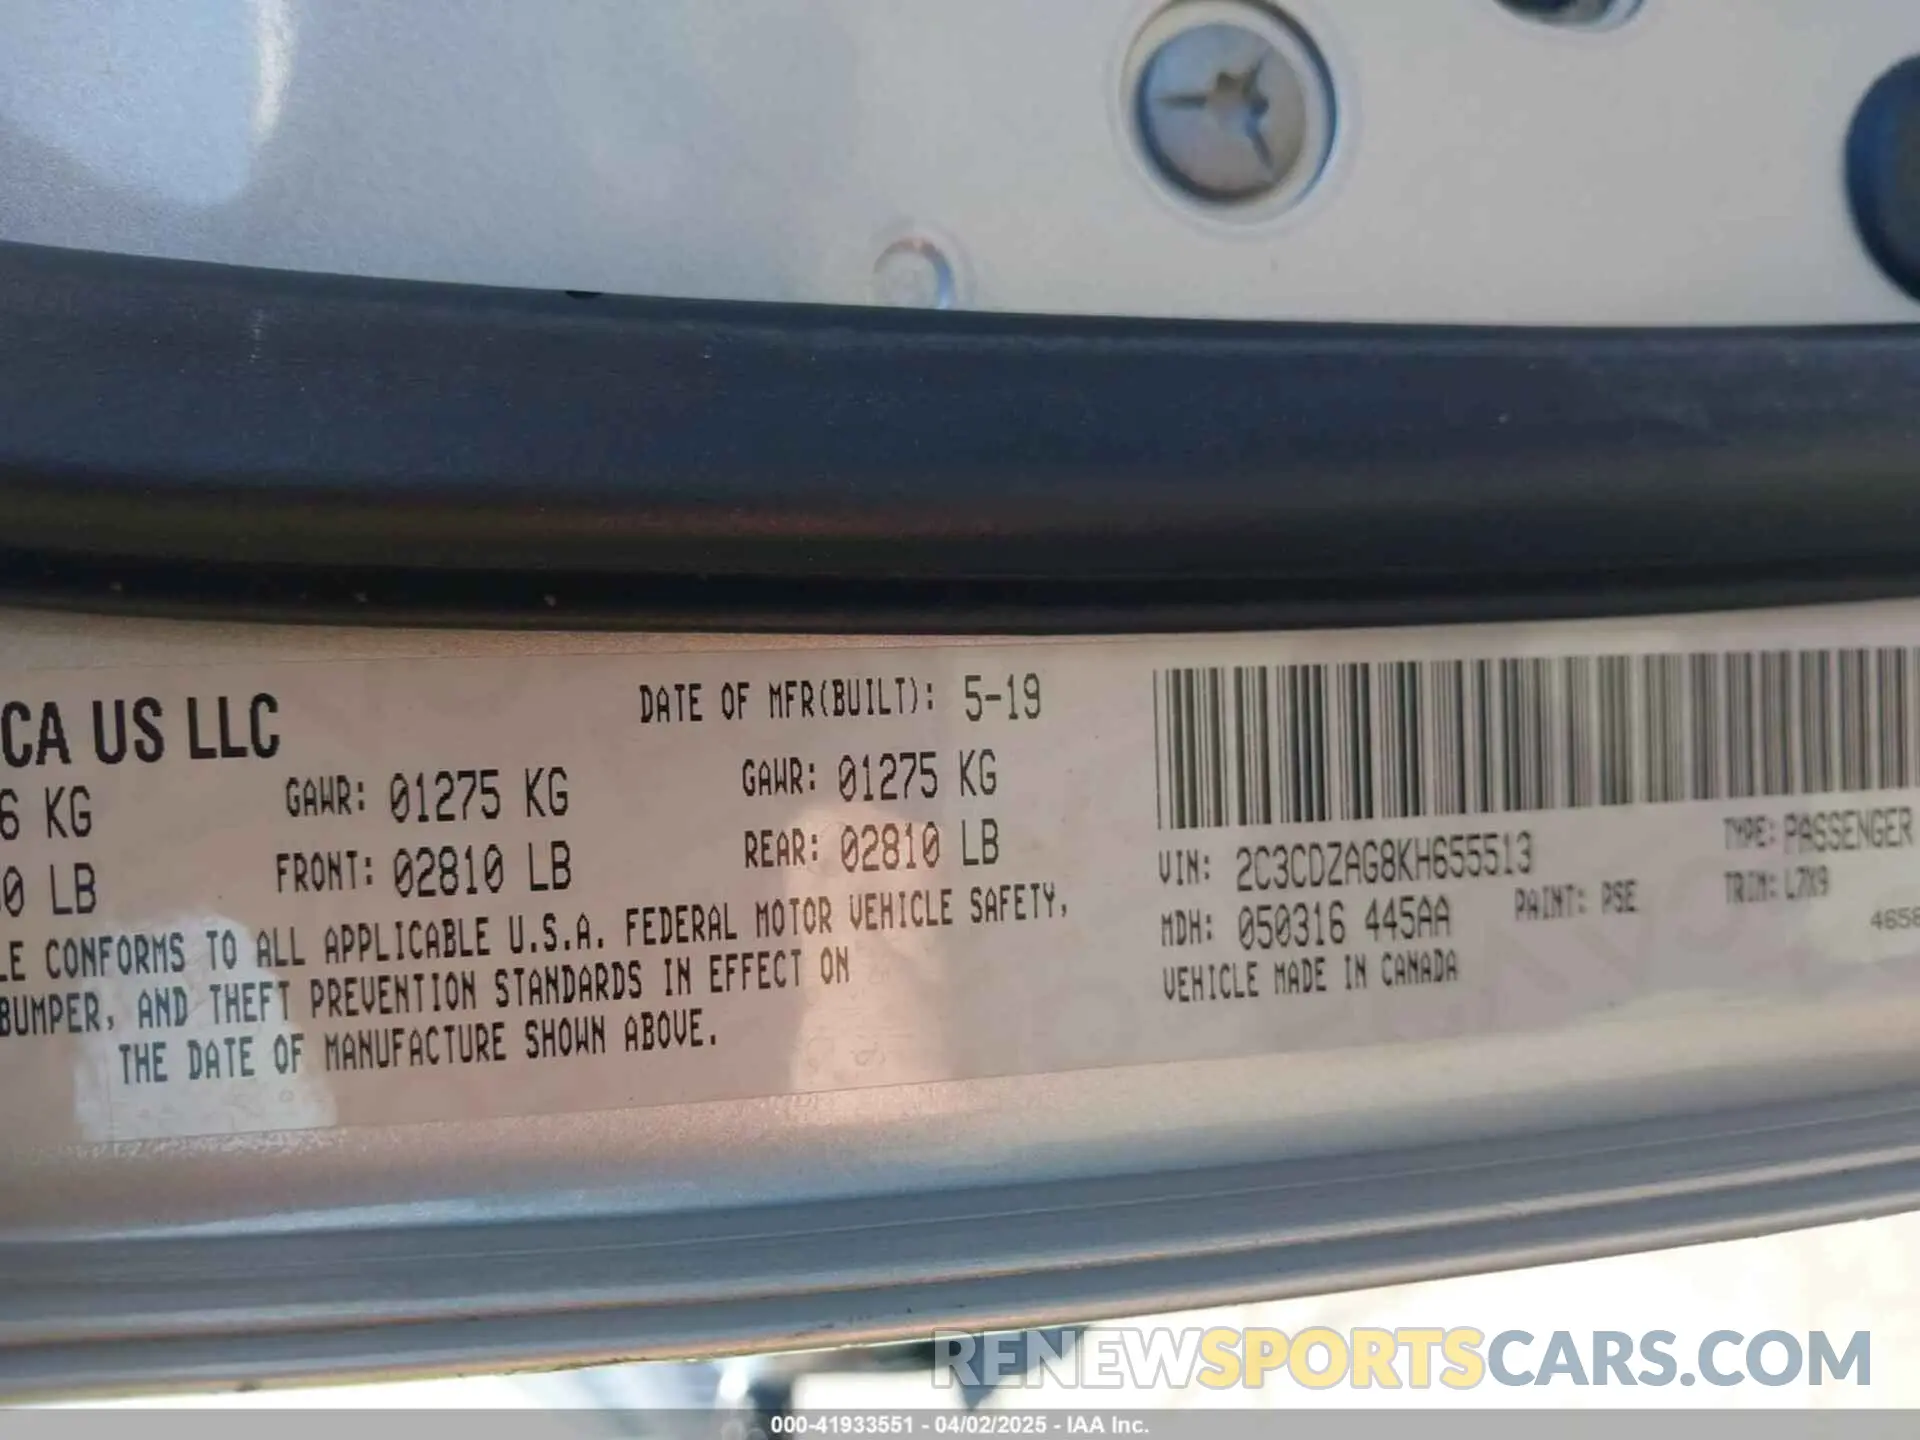 CA US LLC
DATE OF MFR(BUILT): 5-19
6 KG GAWR: 01275 KG GAWR: 01275 KG
0 LB FRONT: 02810 LB REAR: 02810 LB
LE CONFORMS TO ALL APPLICABLE U.S.A. FEDERAL MOTOR VEHICLE SAFETY,
BUMPER, AND THEFT PREVENTION STANDARDS IN EFFECT ON
THE DATE OF MANUFACTURE SHOWN ABOVE.
VIN: 2C3CDZAG8KH655513 TYPE: PASSENGER
MDH: 050316 445AA PAINT: PSE TRIM: L7X9
VEHICLE MADE IN CANADA
4658
RENEWSPORTSCARS.COM
000-41933551 - 04/02/2025 - IAA Inc.